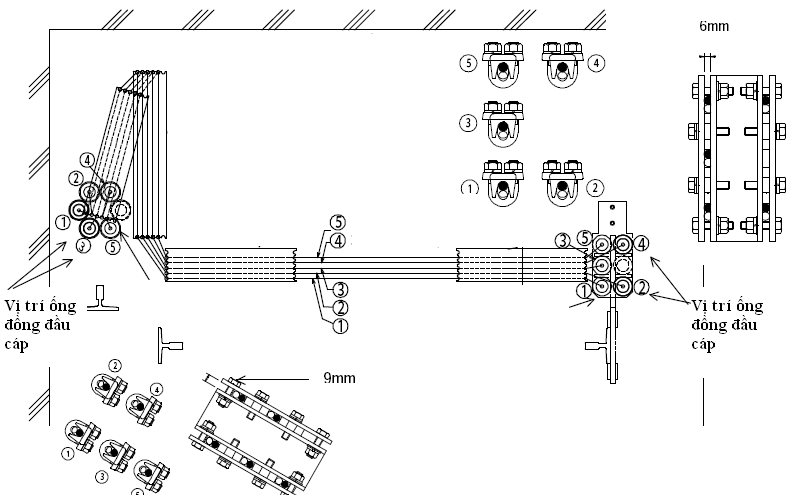 6mm
⑤
④
③
①
②
④
②
①
⑤
⑤
④
③
②
①
③
⑤
④
①
②
Vị trí ống
đồng đầu
cáp
Vị trí ống
đồng đầu
cáp
9mm
②
④
①
③